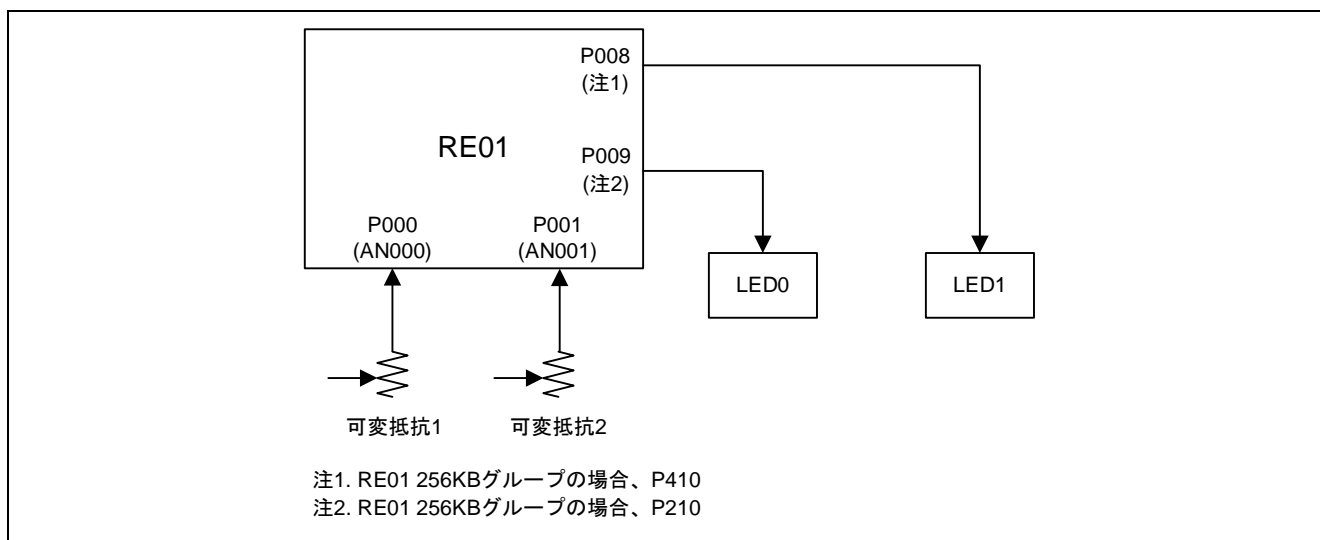 P008
(注1)
RE01
P009
(注2)
P000
(AN000)
P001
(AN001)
LED0
LED1
可変抵抗1
可変抵抗2
注1. RE01 256KBグループの場合、P410
注2. RE01 256KBグループの場合、P210